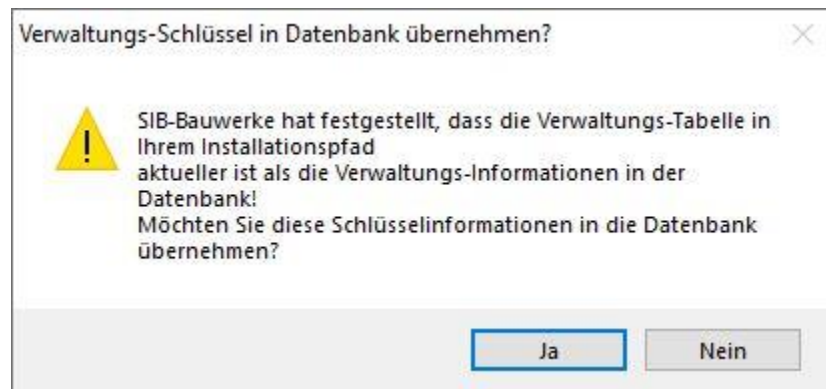 Verwaltungs-Schlüssel in Datenbank übernehmen?
SIB-Bauwerke hat festgestellt, dass die Verwaltungs-Tabelle in
Ihrem Installationspfad
aktueller ist als die Verwaltungs-Informationen in der
Datenbank!
Möchten Sie diese Schlüsselinformationen in die Datenbank
übernehmen?
Ja
Nein